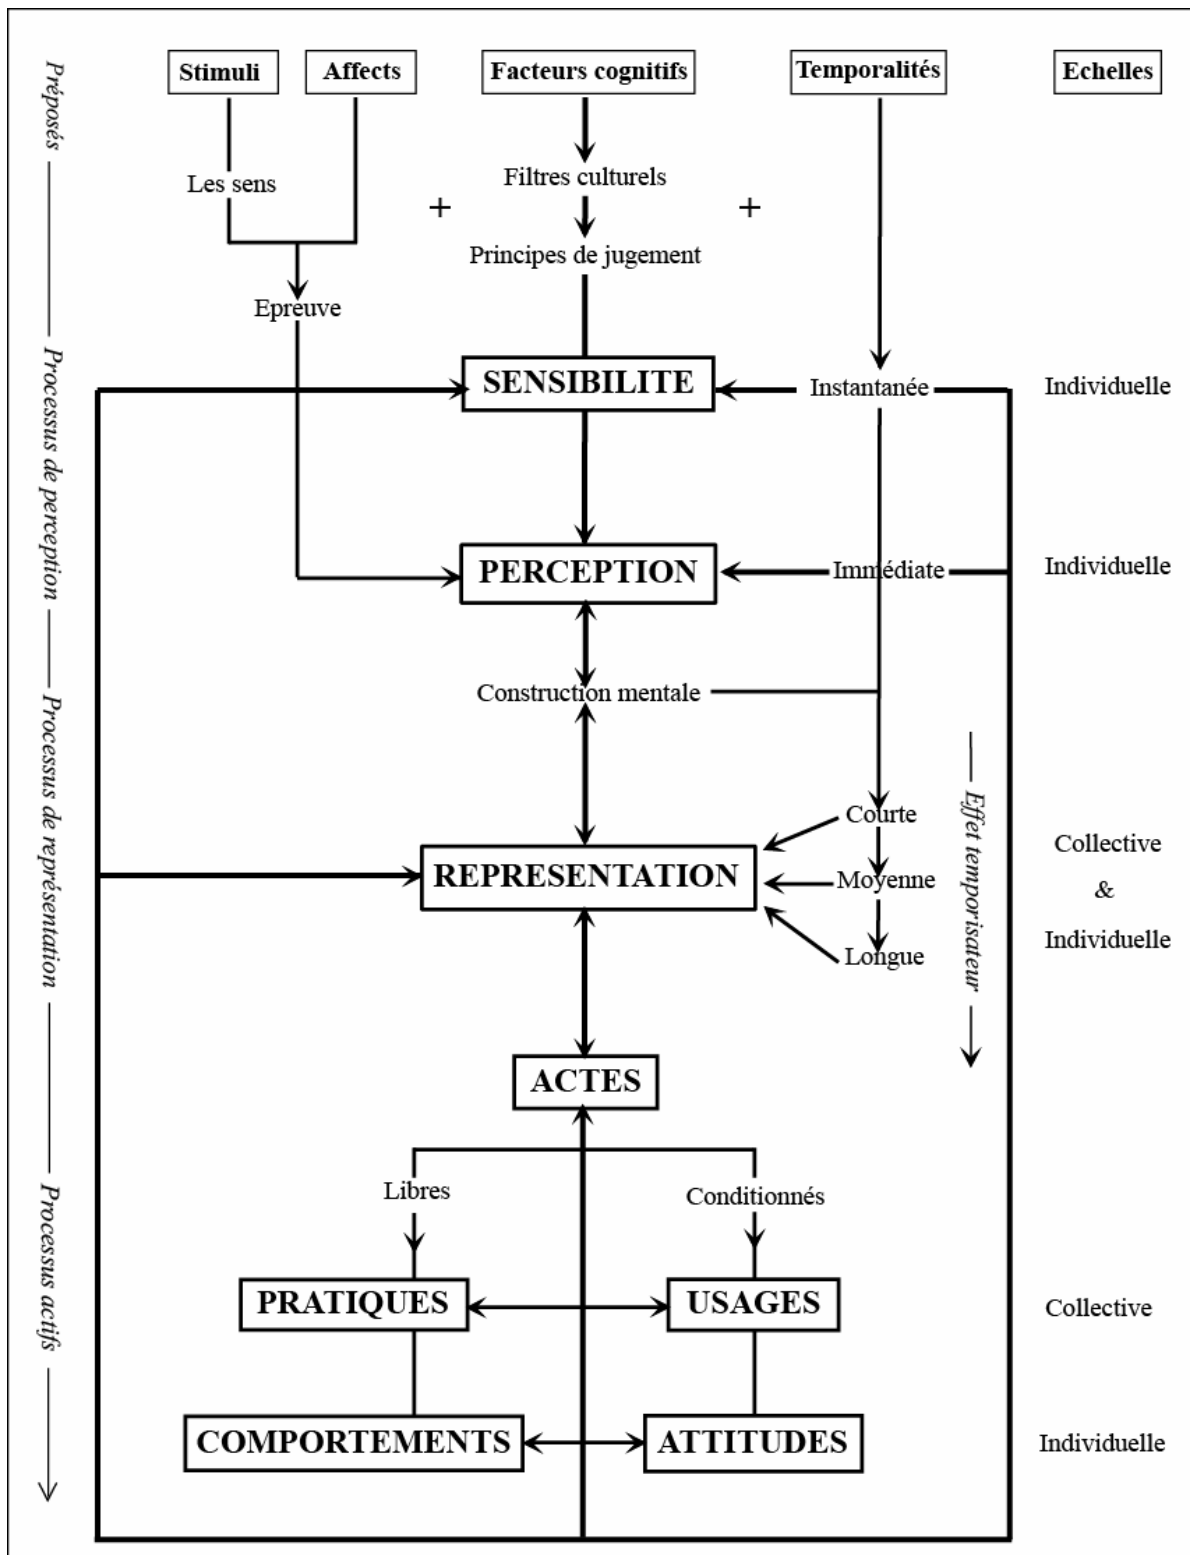 Stimuli
Affects
Facteurs cognitifs
Temporalités
Echelles
Préposés
Les sens
Filtres culturels
+
+
Principes de jugement
Epreuve
Processus de perception
SENSIBILITE
Instantanée
Individuelle
PERCEPTION
Immédiate
Individuelle
Construction mentale
Processus de représentation
Effet temporisateur
Courte
Collective
REPRESENTATION
Moyenne
&
Longue
Individuelle
ACTES
Processus actifs
Libres
Conditionnés
PRATIQUES
USAGES
Collective
COMPORTEMENTS
ATTITUDES
Individuelle